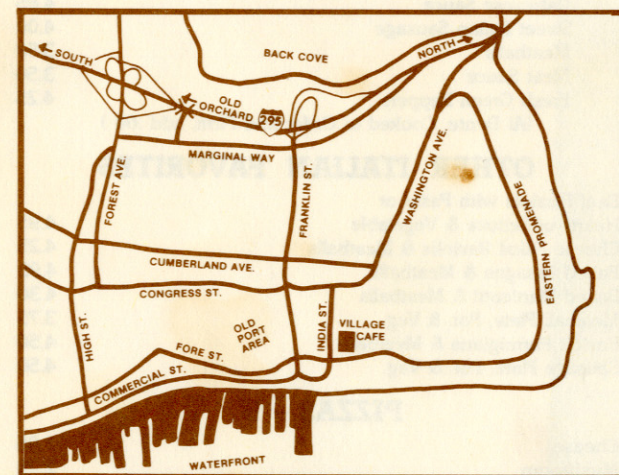 BACK COVE
NORTH
SOUTH
OLD
ORCHARD
295
MARGINAL WAY
FOREST AVE.
FRANKLIN ST.
WASHINGTON AVE.
EASTERN PROMENADE
CUMBERLAND AVE.
CONGRESS ST.
HIGH ST.
OLD
PORT
AREA
INDIA ST.
VILLAGE
CAFE
FORE ST.
COMMERCIAL ST.
WATERFRONT